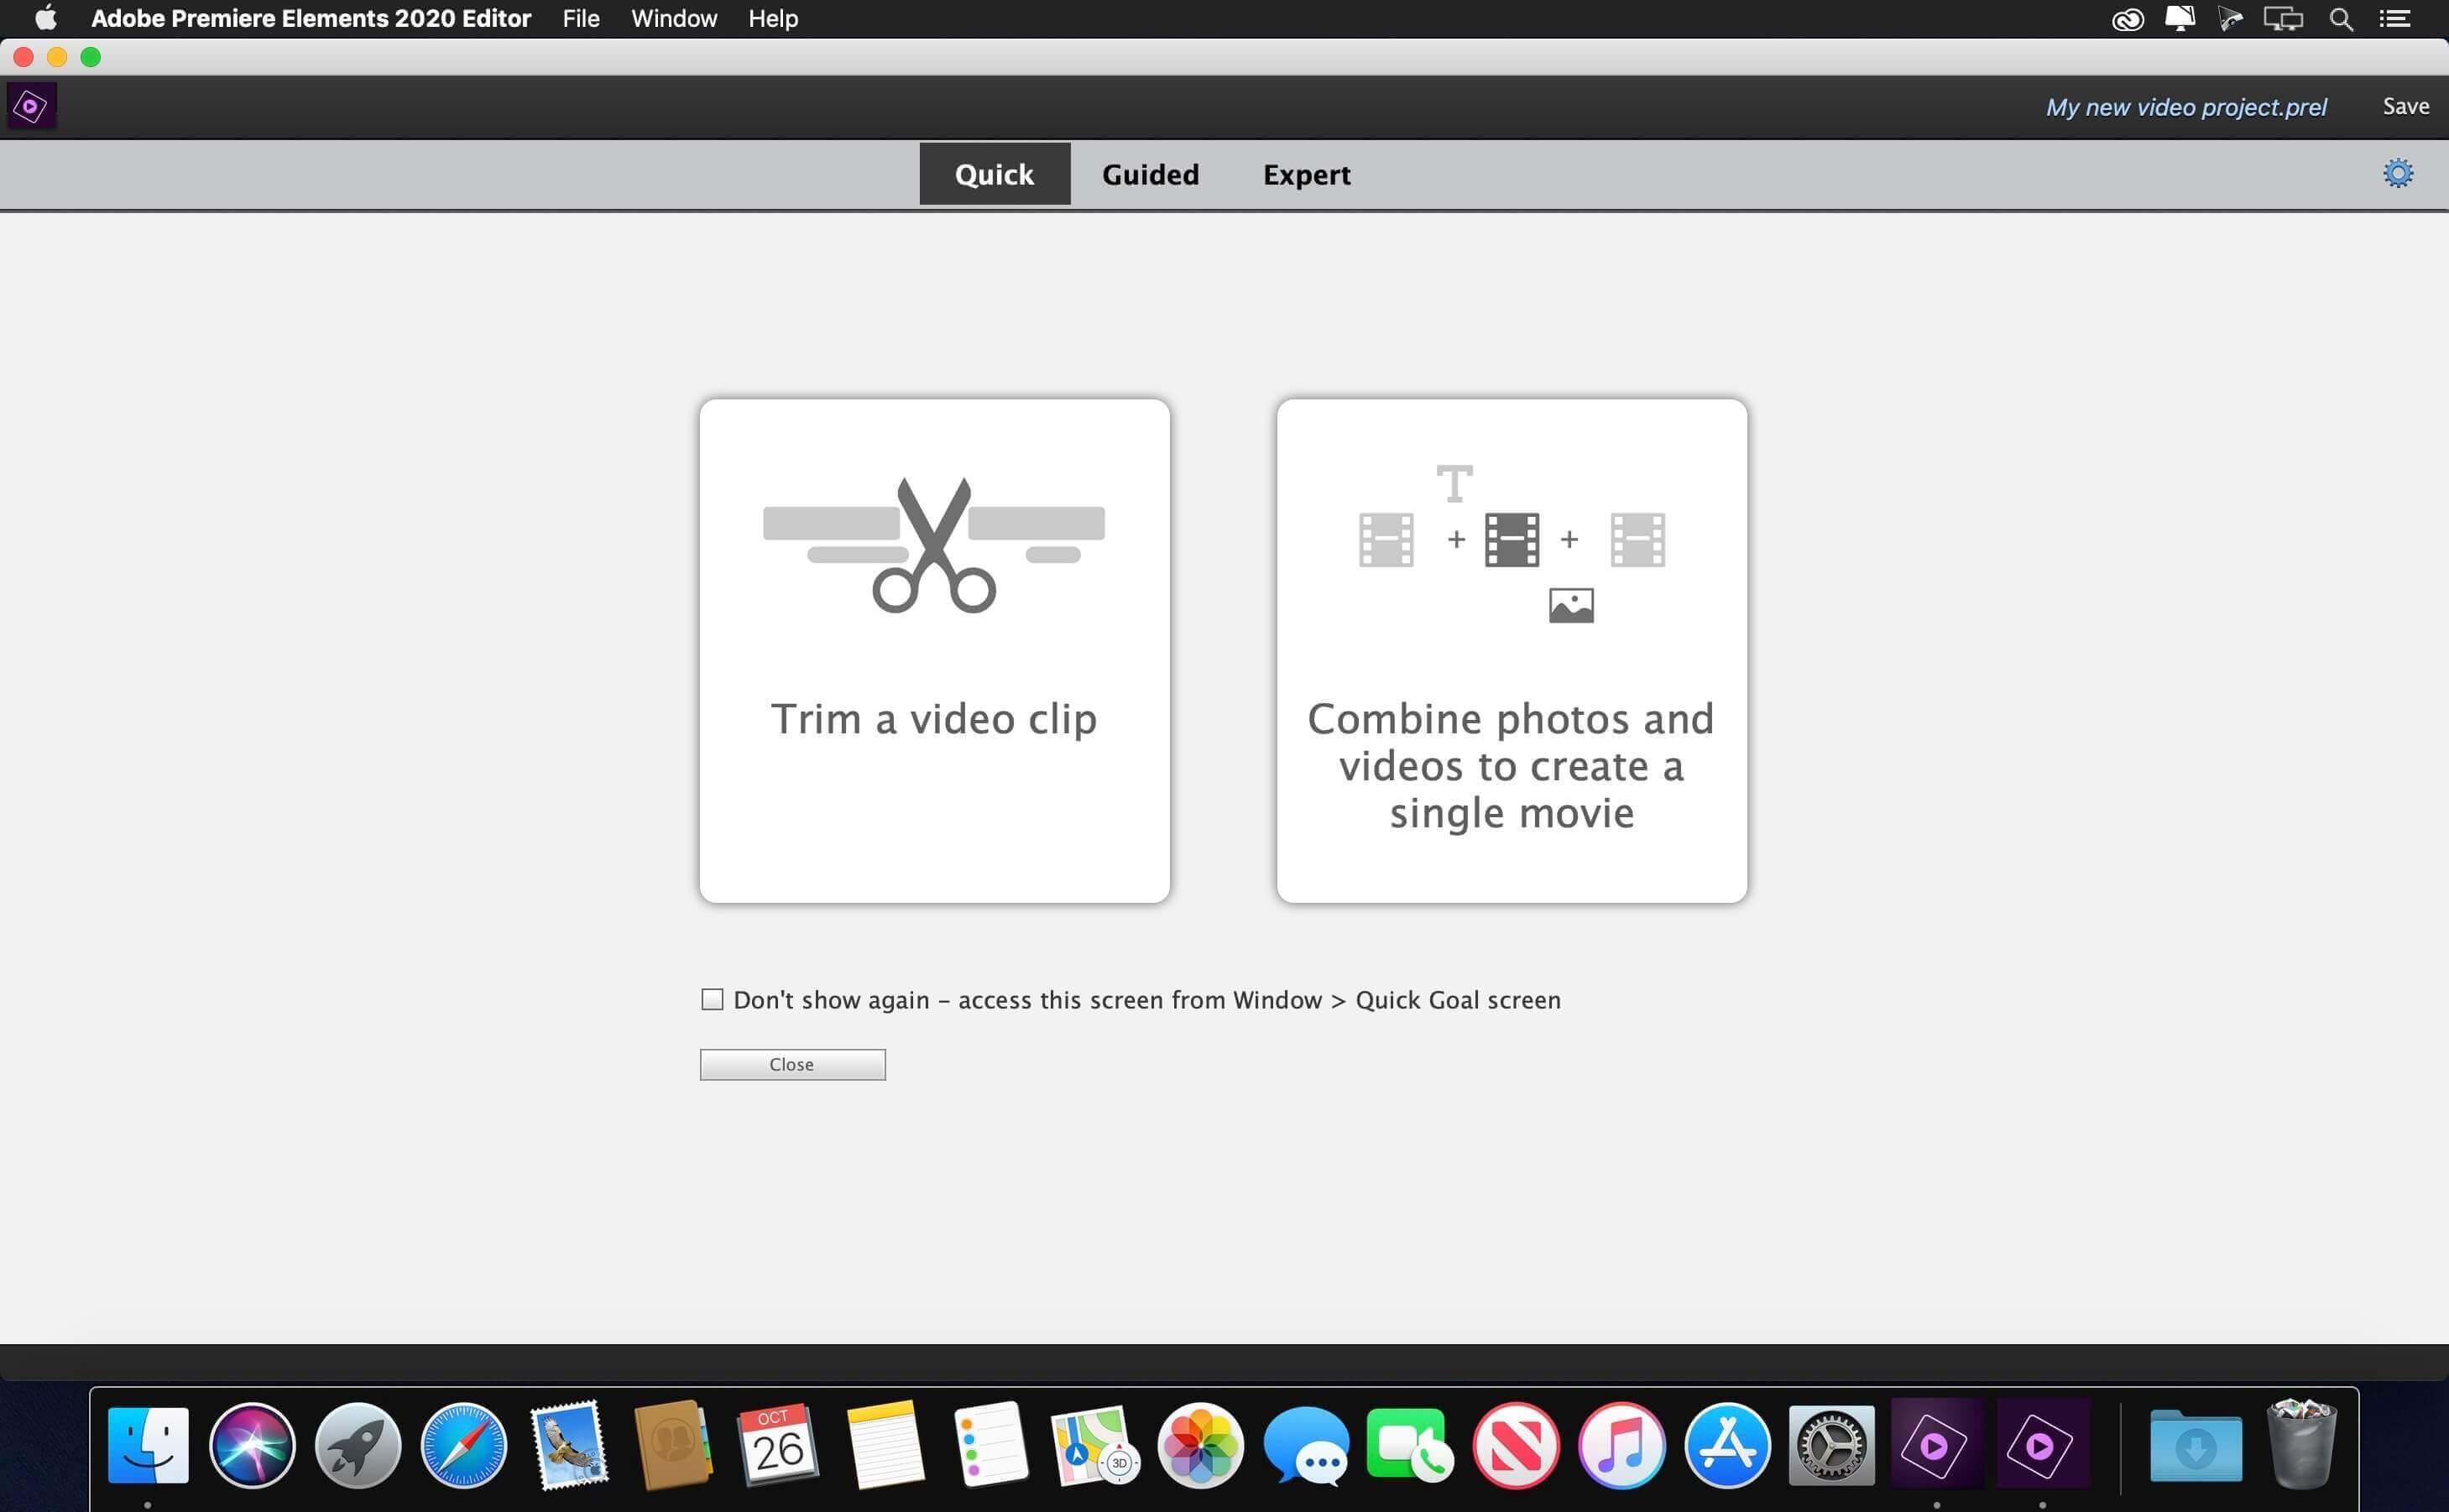 Adobe Premiere Elements 2020 Editor File Window Help
My new video project.prel Save
Quick Guided Expert
T
+ +
Trim a video clip
Combine photos and
videos to create a
single movie
Don't show again – access this screen from Window > Quick Goal screen
Close
OCT
26
3D